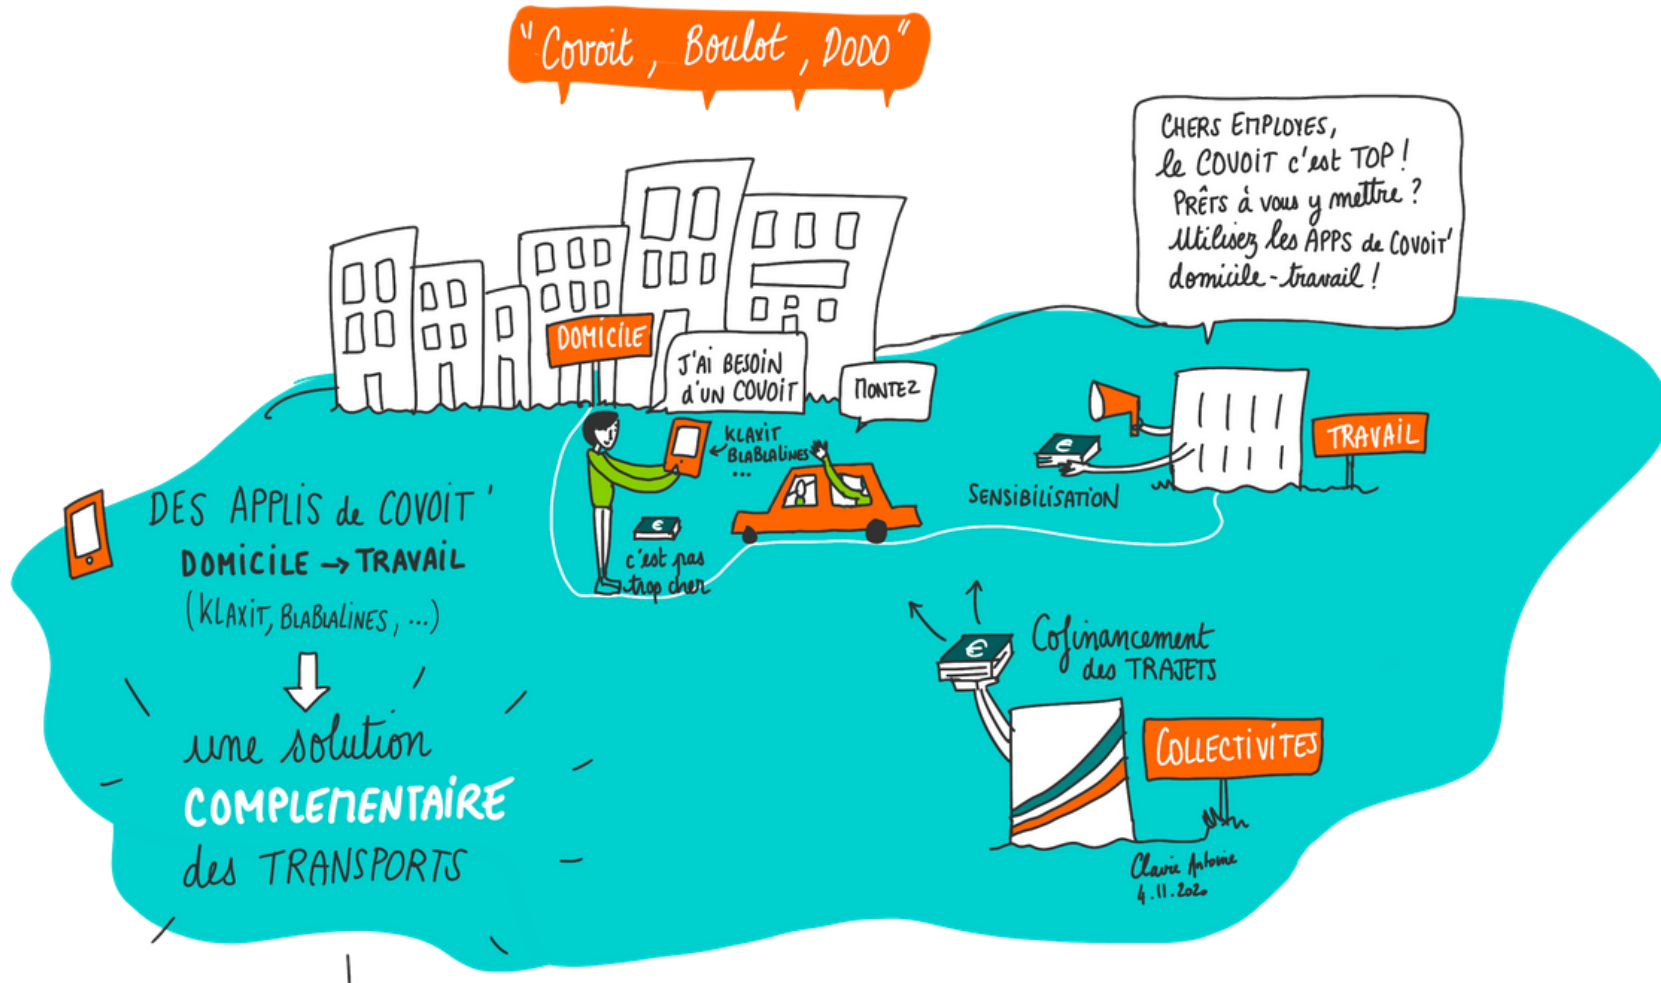 "Covoit, Boulot, DODO"
CHERS EMPLOYES,
le COVOIT c'est TOP !
PRÊTS à vous y mettre ?
Utilisez les APPS de COVOIT'
domicile-travail !
DOMICILE
J'AI BESOIN
d'UN COVOIT
MONTEZ
KLAXIT
BLABLALINES
...
c'est pas
trop cher
€
€
SENSIBILISATION
TRAVAIL
DES APPLIS de COVOIT'
DOMICILE → TRAVAIL
(KLAXIT, BLABLALINES, ...)
une solution
COMPLEMENTAIRE
des TRANSPORTS
€
Cofinancement
des TRAJETS
COLLECTIVITES
Claire Antoine
4.11.2020